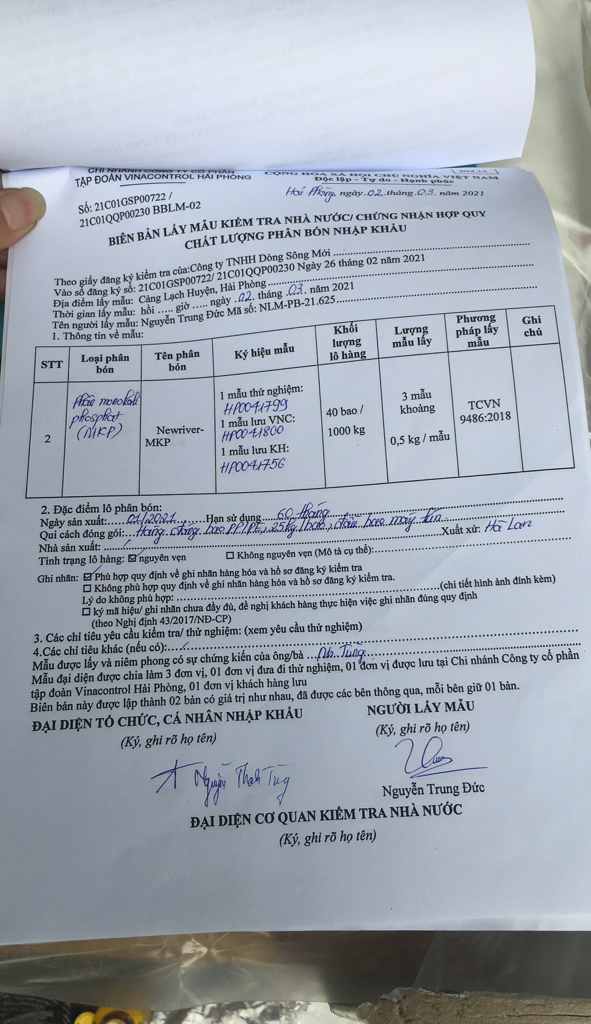 CHI NHÁNH CÔNG TY CỔ PHẦN
TẬP ĐOÀN VINACONTROL HẢI PHÒNG
CỘNG HÒA XÃ HỘI CHỦ NGHĨA VIỆT NAM
Độc lập - Tự do - Hạnh phúc
Số: 21C01GSP00722 /
21C01QQP00230 BBLM-02
Hải Phòng, ngày 02 tháng 03 năm 2021
BIÊN BẢN LẤY MẪU KIỂM TRA NHÀ NƯỚC/ CHỨNG NHẬN HỢP QUY
CHẤT LƯỢNG PHÂN BÓN NHẬP KHẨU
Theo giấy đăng ký kiểm tra của: Công ty TNHH Dòng Sông Mới
Vào sổ đăng ký số: 21C01GSP00722/ 21C01QQP00230 Ngày 26 tháng 02 năm 2021
Địa điểm lấy mẫu: Cảng Lạch Huyện, Hải Phòng
Thời gian lấy mẫu: hồi ..... giờ ..... ngày 02. tháng .03. năm 2021
Tên người lấy mẫu: Nguyễn Trung Đức Mã số: NLM-PB-21.625
1. Thông tin về mẫu:
STT Loại phân bón Tên phân bón Ký hiệu mẫu Khối lượng lô hàng Lượng mẫu lấy Phương pháp lấy mẫu Ghi chú
2
Phân monokali
phosphat
(MKP)
Newriver-
MKP
1 mẫu thử nghiệm:
HP0041799
1 mẫu lưu VNC:
HP0041800
1 mẫu lưu KH:
HP0041756
40 bao /
1000 kg
3 mẫu
khoảng
0,5 kg / mẫu
TCVN
9486:2018
2. Đặc điểm lô phân bón:
Ngày sản xuất: 01/2021 Hạn sử dụng 60 tháng
Qui cách đóng gói: Hàng đóng bao PP/PE, 25kg/bao, đầu bao máy kín Xuất xứ: Hà Lan
Nhà sản xuất: /
Tình trạng lô hàng: ☑ nguyên vẹn ☐ Không nguyên vẹn (Mô tả cụ thể):
Ghi nhãn: ☑ Phù hợp quy định về ghi nhãn hàng hóa và hồ sơ đăng ký kiểm tra
☐ Không phù hợp quy định về ghi nhãn hàng hóa và hồ sơ đăng ký kiểm tra.
Lý do không phù hợp: (chi tiết hình ảnh đính kèm)
☐ ký mã hiệu/ ghi nhãn chưa đầy đủ, đề nghị khách hàng thực hiện việc ghi nhãn đúng quy định
(theo Nghị định 43/2017/NĐ-CP)
3. Các chỉ tiêu yêu cầu kiểm tra/ thử nghiệm: (xem yêu cầu thử nghiệm)
4.Các chỉ tiêu khác (nếu có): /
Mẫu được lấy và niêm phong có sự chứng kiến của ông/bà Mr. Tùng
Mẫu đại diện được chia làm 3 đơn vị, 01 đơn vị đưa đi thử nghiệm, 01 đơn vị được lưu tại Chi nhánh Công ty cổ phần
tập đoàn Vinacontrol Hải Phòng, 01 đơn vị khách hàng lưu
Biên bản này được lập thành 02 bản có giá trị như nhau, đã được các bên thông qua, mỗi bên giữ 01 bản.
ĐẠI DIỆN TỔ CHỨC, CÁ NHÂN NHẬP KHẨU
NGƯỜI LẤY MẪU
(Ký, ghi rõ họ tên)
(Ký, ghi rõ họ tên)
Nguyễn Thanh Tùng
Nguyễn Trung Đức
ĐẠI DIỆN CƠ QUAN KIỂM TRA NHÀ NƯỚC
(Ký, ghi rõ họ tên)